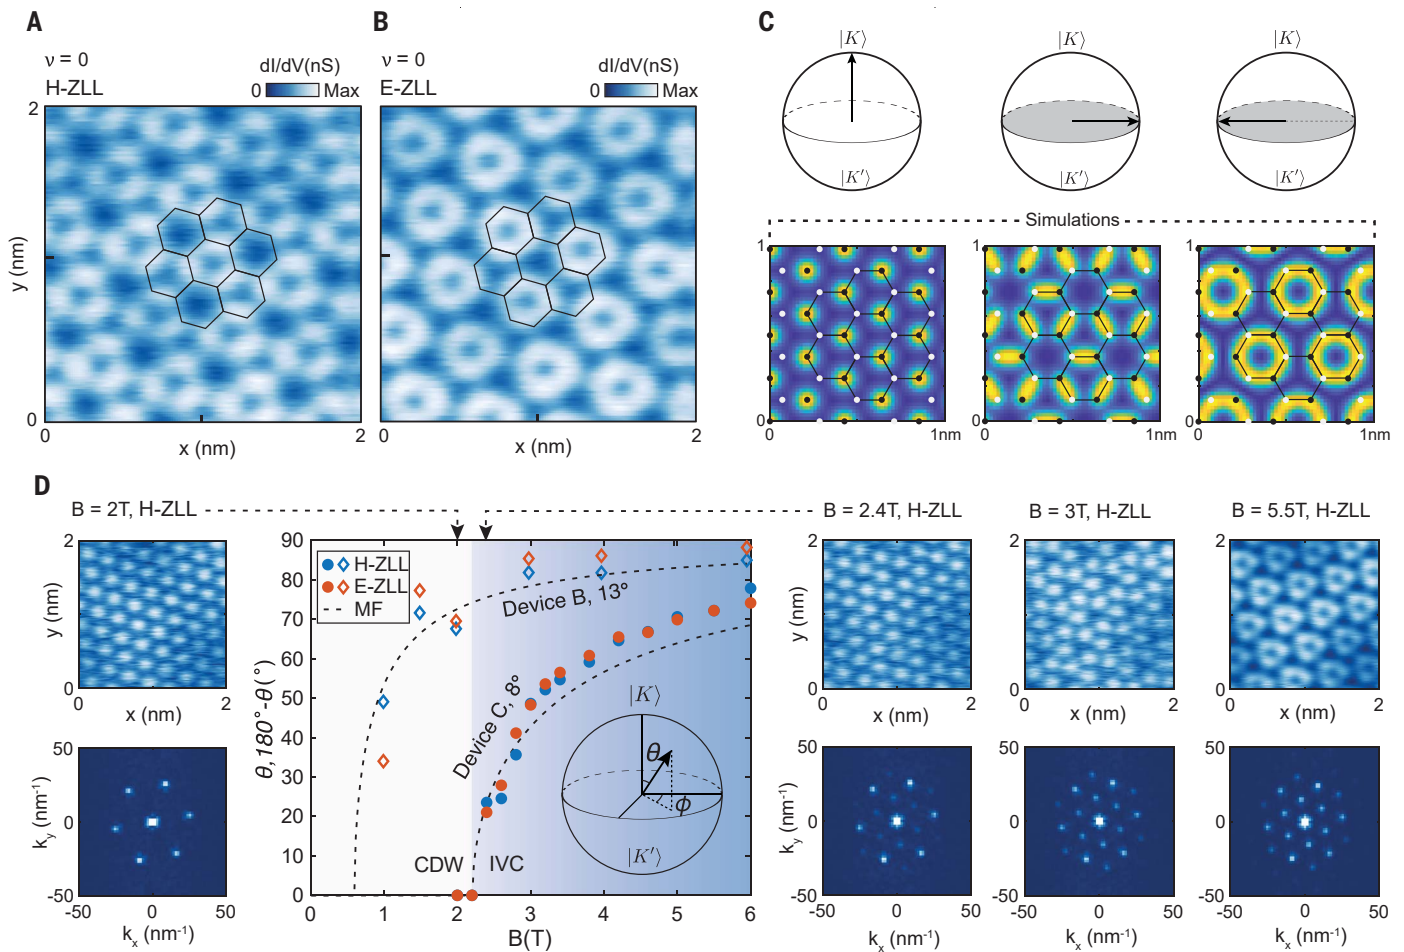 A
ν = 0
H-ZLL
dI/dV(nS)
0 Max
2
y (nm)
0
0
x (nm)
2
B
ν = 0
E-ZLL
dI/dV(nS)
0 Max
0
x (nm)
2
C
|K⟩
|K′⟩
|K⟩
|K′⟩
|K⟩
|K′⟩
Simulations
1
0
0
1nm
1
0
0
1nm
1
0
0
1nm
D
B = 2T, H-ZLL
2
y (nm)
0
0
x (nm)
2
50
k_y (nm⁻¹)
0
-50
-50
0
50
k_x (nm⁻¹)
θ, 180°-θ(°)
90
80
70
60
50
40
30
20
10
0
0
1
2
3
4
5
6
B(T)
H-ZLL
E-ZLL
MF
Device B, 13°
Device C, 8°
CDW
IVC
|K⟩
θ
ϕ
|K′⟩
B = 2.4T, H-ZLL
2
y (nm)
0
0
x (nm)
2
50
k_y (nm⁻¹)
0
-50
-50
0
50
k_x (nm⁻¹)
B = 3T, H-ZLL
2
0
0
x (nm)
2
50
0
-50
-50
0
50
k_x (nm⁻¹)
B = 5.5T, H-ZLL
2
0
0
x (nm)
2
50
0
-50
-50
0
50
k_x (nm⁻¹)